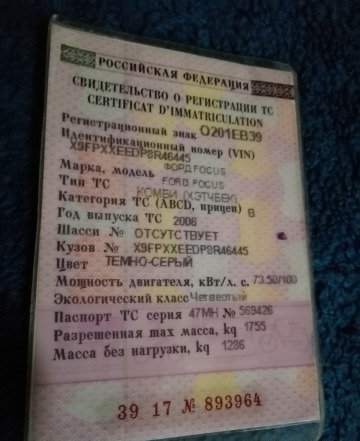 РОССИЙСКАЯ ФЕДЕРАЦИЯ
СВИДЕТЕЛЬСТВО О РЕГИСТРАЦИИ ТС
CERTIFICAT D'IMMATRICULATION
Регистрационный знак О201ЕВ39
Идентификационный номер (VIN)
X9FPXXEEDP8R46445
Марка, модель ФОРД FOCUS
FORD FOCUS
Тип ТС КОМБИ (ХЭТЧБЕК)
Категория ТС (ABCD, прицеп) B
Год выпуска ТС 2008
Шасси № ОТСУТСТВУЕТ
Кузов № X9FPXXEEDP8R46445
Цвет ТЕМНО-СЕРЫЙ
Мощность двигателя, кВт/л. с. 73.50/100
Экологический класс Четвертый
Паспорт ТС серия 47МН № 569426
Разрешенная max масса, kg 1755
Масса без нагрузки, kg 1296
39 17 № 893964